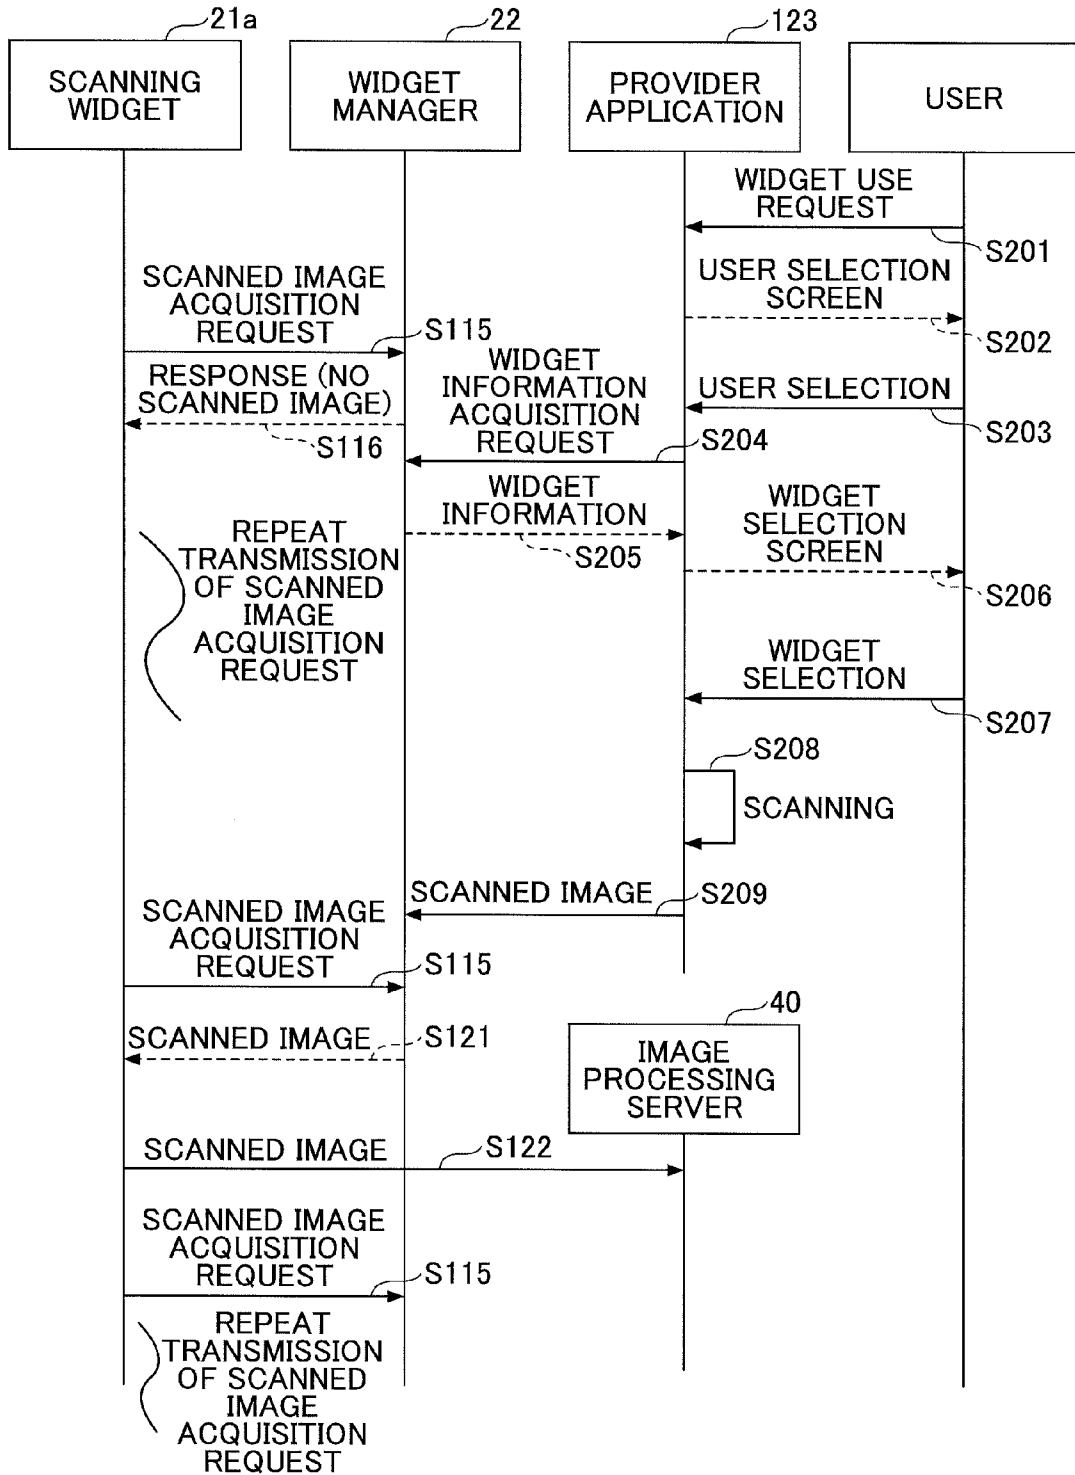 21a
22
123
SCANNING
WIDGET
WIDGET
MANAGER
PROVIDER
APPLICATION
USER
WIDGET USE
REQUEST
S201
SCANNED IMAGE
ACQUISITION
REQUEST
S115
USER SELECTION
SCREEN
S202
RESPONSE (NO
SCANNED IMAGE)
S116
WIDGET
INFORMATION
ACQUISITION
REQUEST
S204
USER SELECTION
S203
WIDGET
INFORMATION
S205
WIDGET
SELECTION
SCREEN
S206
REPEAT
TRANSMISSION
OF SCANNED
IMAGE
ACQUISITION
REQUEST
WIDGET
SELECTION
S207
S208
SCANNING
SCANNED IMAGE
S209
SCANNED IMAGE
ACQUISITION
REQUEST
S115
40
SCANNED IMAGE
S121
IMAGE
PROCESSING
SERVER
SCANNED IMAGE
S122
SCANNED IMAGE
ACQUISITION
REQUEST
S115
REPEAT
TRANSMISSION
OF SCANNED
IMAGE
ACQUISITION
REQUEST